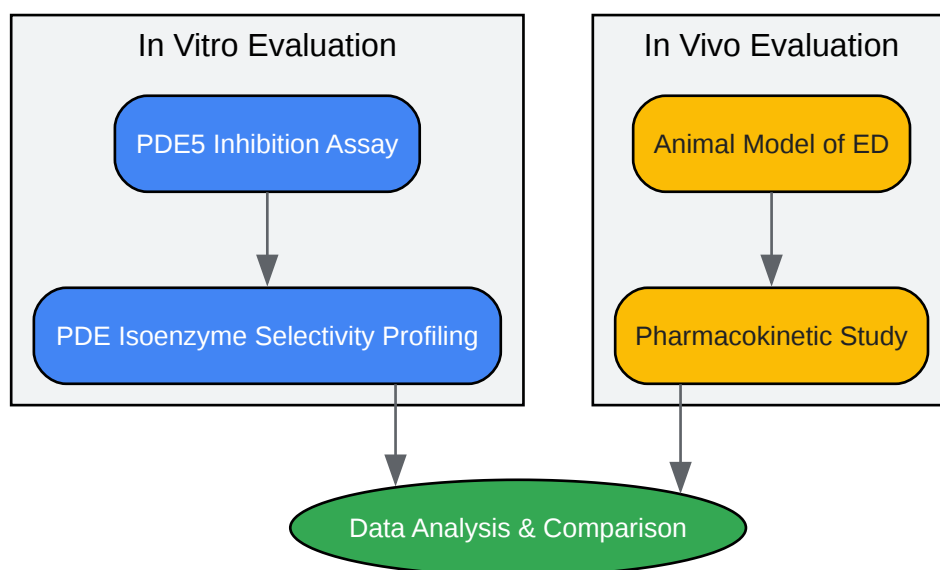 In Vitro Evaluation
PDE5 Inhibition Assay
PDE Isoenzyme Selectivity Profiling
In Vivo Evaluation
Animal Model of ED
Pharmacokinetic Study
Data Analysis & Comparison